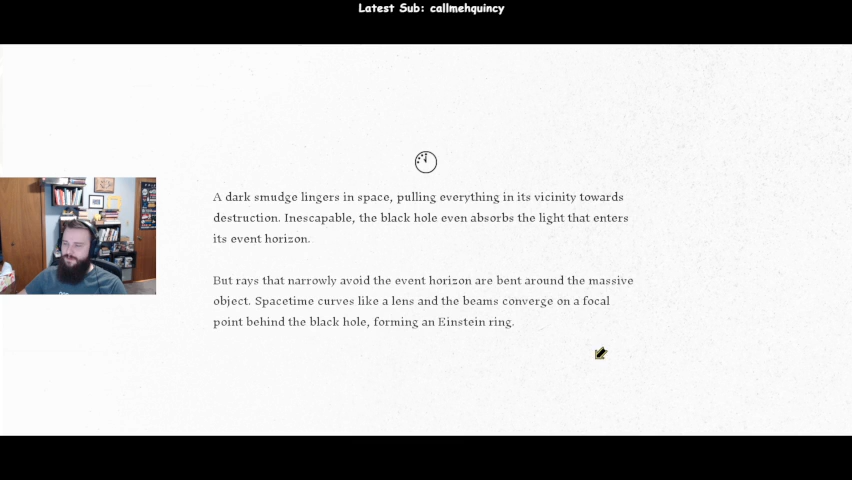 Latest Sub: callmehquincy
A dark smudge lingers in space, pulling everything in its vicinity towards
destruction. Inescapable, the black hole even absorbs the light that enters
its event horizon.
But rays that narrowly avoid the event horizon are bent around the massive
object. Spacetime curves like a lens and the beams converge on a focal
point behind the black hole, forming an Einstein ring.